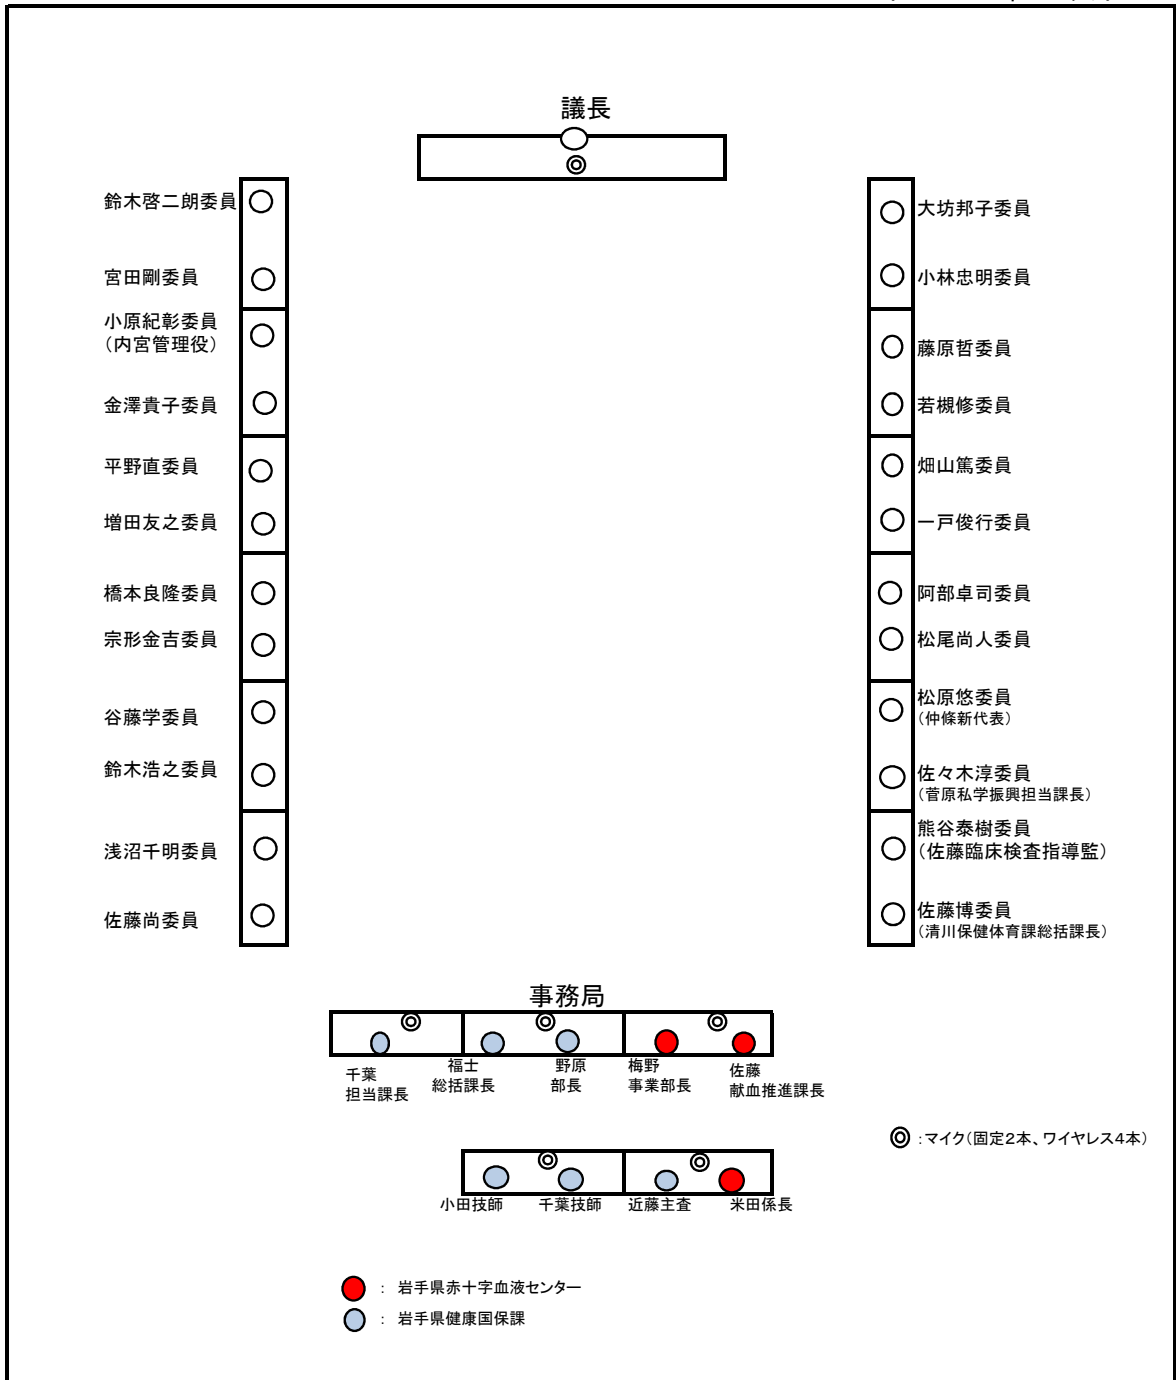 議長
鈴木啓二朗委員
宮田剛委員
小原紀彰委員
（内宮管理役）
金澤貴子委員
平野直委員
増田友之委員
橋本良隆委員
宗形金吉委員
谷藤学委員
鈴木浩之委員
浅沼千明委員
佐藤尚委員
大坊邦子委員
小林忠明委員
藤原哲委員
若槻修委員
畑山篤委員
一戸俊行委員
阿部卓司委員
松尾尚人委員
松原悠委員
（仲條新代表）
佐々木淳委員
（菅原私学振興担当課長）
熊谷泰樹委員
（佐藤臨床検査指導監）
佐藤博委員
（清川保健体育課総括課長）
事務局
千葉
担当課長
福士
総括課長
野原
部長
梅野
事業部長
佐藤
献血推進課長
：マイク（固定2本、ワイヤレス4本）
小田技師
千葉技師
近藤主査
米田係長
： 岩手県赤十字血液センター
： 岩手県健康国保課